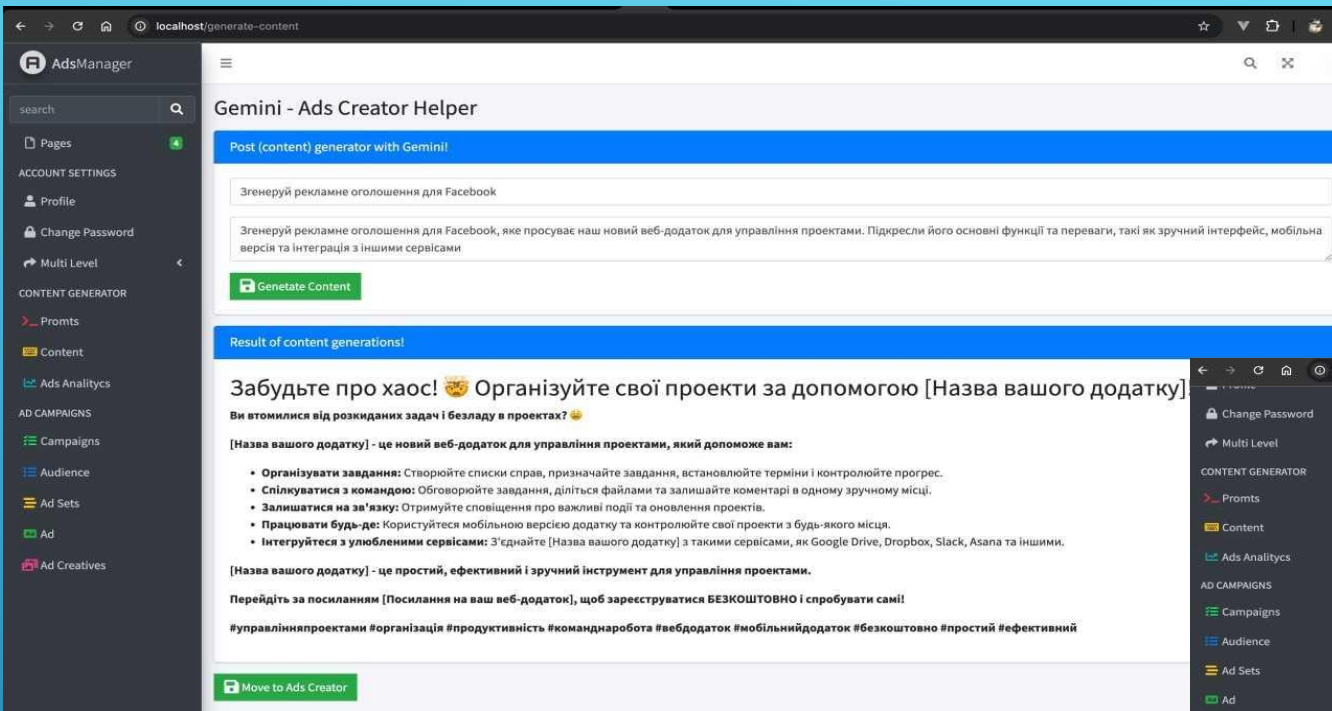 localhost/generate-content
AdsManager
search
Pages 4
ACCOUNT SETTINGS
Profile
Change Password
Multi Level
CONTENT GENERATOR
Promts
Content
Ads Analitycs
AD CAMPAIGNS
Campaigns
Audience
Ad Sets
Ad
Ad Creatives
Gemini - Ads Creator Helper
Post (content) generator with Gemini!
Згенеруй рекламне оголошення для Facebook
Згенеруй рекламне оголошення для Facebook, яке просуває наш новий веб-додаток для управління проектами. Підкресли його основні функції та переваги, такі як зручний інтерфейс, мобільна
версія та інтеграція з іншими сервісами
Genetate Content
Result of content generations!
Забудьте про хаос! 🤯 Організуйте свої проекти за допомогою [Назва вашого додатку]!
Ви втомилися від розкиданих задач і безладу в проектах? 😩
[Назва вашого додатку] - це новий веб-додаток для управління проектами, який допоможе вам:
• Організувати завдання: Створюйте списки справ, призначайте завдання, встановлюйте терміни і контролюйте прогрес.
• Спілкуватися з командою: Обговорюйте завдання, діліться файлами та залишайте коментарі в одному зручному місці.
• Залишатися на зв'язку: Отримуйте сповіщення про важливі події та оновлення проектів.
• Працювати будь-де: Користуйтеся мобільною версією додатку та контролюйте свої проекти з будь-якого місця.
• Інтегруйтеся з улюбленими сервісами: З'єднайте [Назва вашого додатку] з такими сервісами, як Google Drive, Dropbox, Slack, Asana та іншими.
[Назва вашого додатку] - це простий, ефективний і зручний інструмент для управління проектами.
Перейдіть за посиланням [Посилання на ваш веб-додаток], щоб зареєструватися БЕЗКОШТОВНО і спробувати самі!
#управлінняпроектами #організація #продуктивність #команднаробота #вебдодаток #мобільнийдодаток #безкоштовно #простий #ефективний
Move to Ads Creator
Change Password
Multi Level
CONTENT GENERATOR
Promts
Content
Ads Analitycs
AD CAMPAIGNS
Campaigns
Audience
Ad Sets
Ad